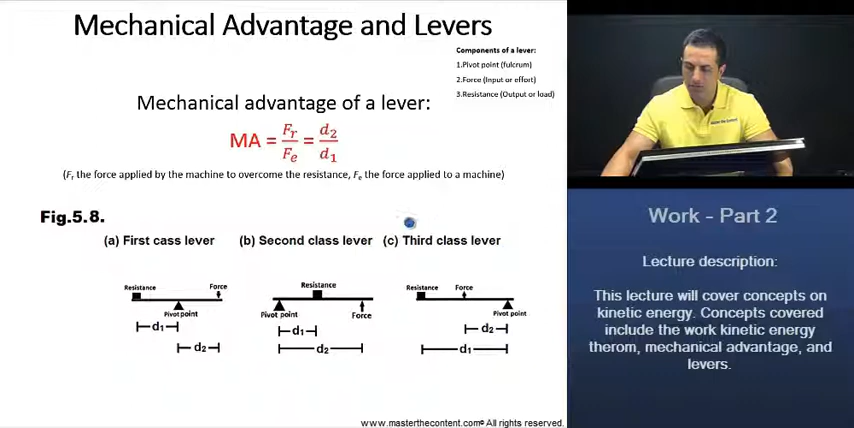 Mechanical Advantage and Levers
Components of a lever:
1.Pivot point (fulcrum)
2.Force (Input or effort)
3.Resistance (Output or load)
Mechanical advantage of a lever:
MA = Fr/Fe = d2/d1
(Fr the force applied by the machine to overcome the resistance, Fe the force applied to a machine)
Fig.5.8.
(a) First cass lever
(b) Second class lever
(c) Third class lever
Resistance
Force
Pivot point
d1
d2
Resistance
Pivot point
Force
d1
d2
Resistance
Force
Pivot point
d2
d1
www.masterthecontent.com© All rights reserved.
Master the Content
Work - Part 2
Lecture description:
This lecture will cover concepts on
kinetic energy. Concepts covered
include the work kinetic energy
therom, mechanical advantage, and
levers.